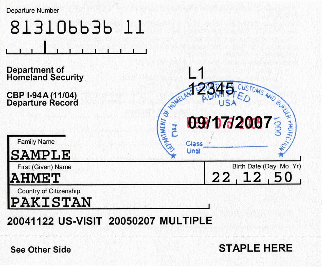 Departure Number
813106636 11
Department of
Homeland Security
CBP I-94A (11/04)
Departure Record
L1
12345
DEPARTMENT OF HOMELAND
CUSTOMS AND BORDER PROTECTION
ADMITTED
USA
09/17/2007
Class
Until
Family Name
SAMPLE
First (Given) Name
Birth Date (Day Mo Yr)
AHMET
22 12 50
Country of Citizenship
PAKISTAN
20041122 US-VISIT 20050207 MULTIPLE
See Other Side
STAPLE HERE